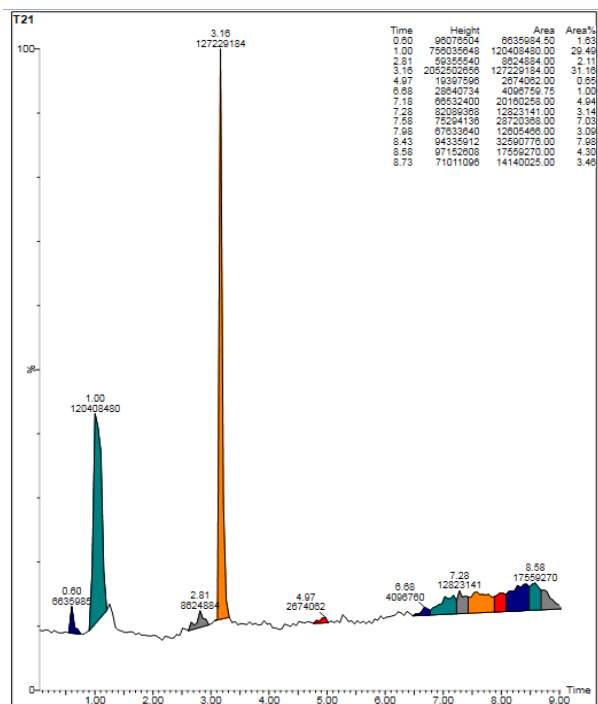 T21
Time Height Area Area%
0.60 96076504 6635984.50 1.63
1.00 756035648 120408480.00 29.49
2.81 59355540 8624884.00 2.11
3.16 2052502656 127229184.00 31.16
4.97 19397596 2674062.00 0.65
6.68 28640734 4096759.75 1.00
7.18 66532400 20160258.00 4.94
7.28 82089368 12823141.00 3.14
7.58 75294136 28720368.00 7.03
7.98 67633640 12605466.00 3.09
8.43 94335912 32590776.00 7.98
8.58 97152608 17559270.00 4.30
8.73 71011096 14140025.00 3.46
3.16
127229184
100
%
1.00
120408480
0.60
6635985
2.81
8624884
4.97
2674062
6.68
4096760
7.28
12823141
8.58
17559270
0
Time
1.00 2.00 3.00 4.00 5.00 6.00 7.00 8.00 9.00